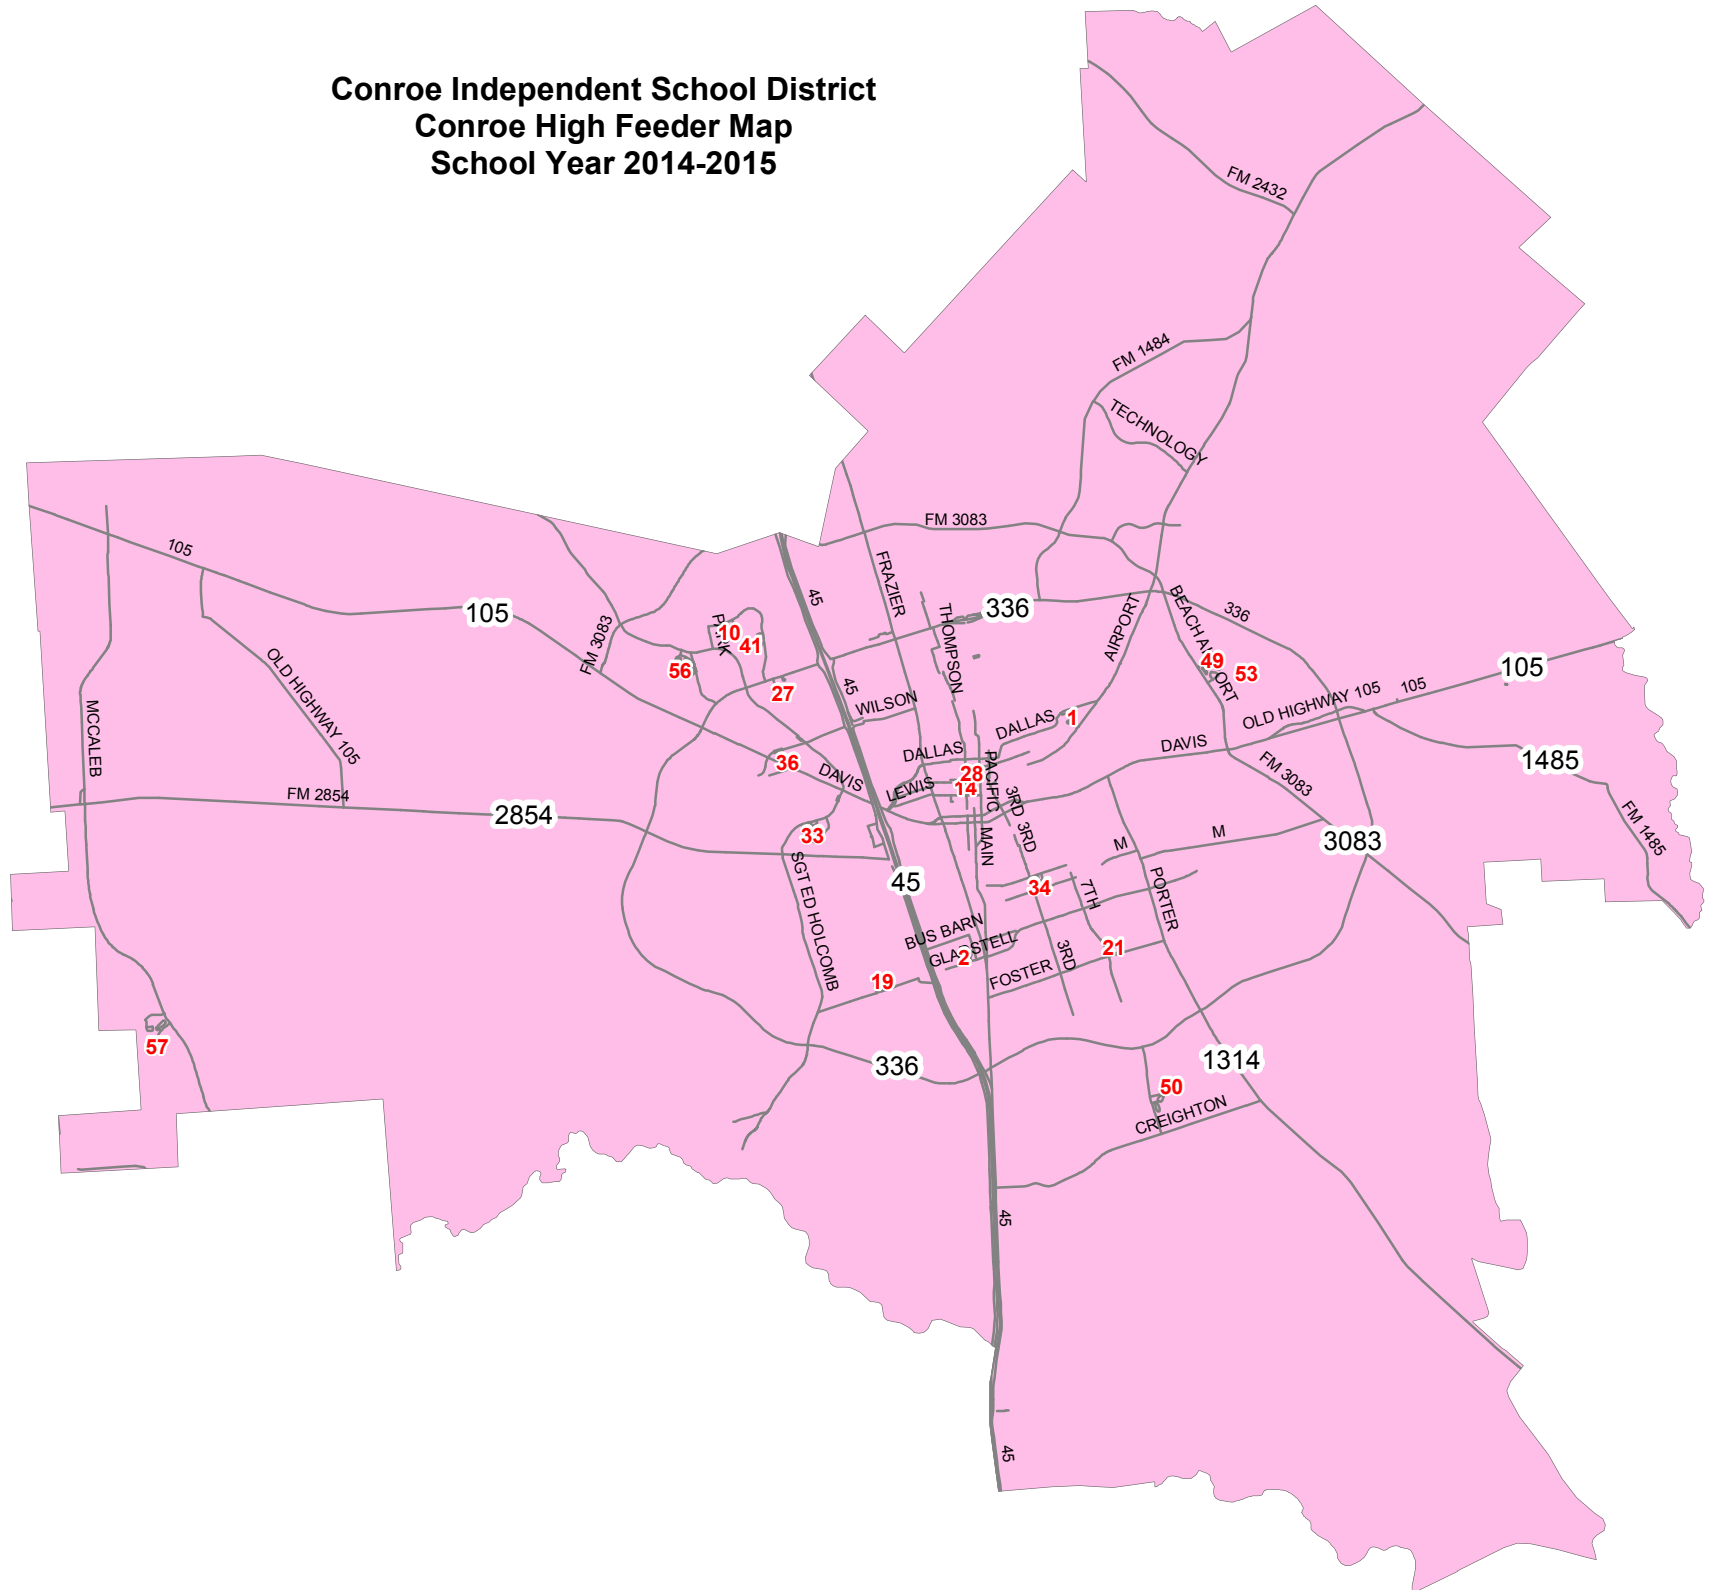 Conroe Independent School District
Conroe High Feeder Map
School Year 2014-2015
FM 2432
FM 1484
TECHNOLOGY
FM 3083
105
FRAZIER
45
105
FM 3083
PARK
10
41
56
27
THOMPSON
336
AIRPORT
BEACH AIRPORT
336
49
53
105
OLD HIGHWAY 105
105
OLD HIGHWAY 105
MCCALEB
45
WILSON
DALLAS
1
DALLAS
DAVIS
1485
FM 1485
36
DAVIS
LEWIS
28
14
PACIFIC
3RD
3RD
FM 3083
FM 2854
2854
33
MAIN
M
M
3083
SGT ED HOLCOMB
45
34
7TH
PORTER
BUS BARN
GLADSTELL
2
3RD
21
19
FOSTER
57
336
1314
50
CREIGHTON
45
45